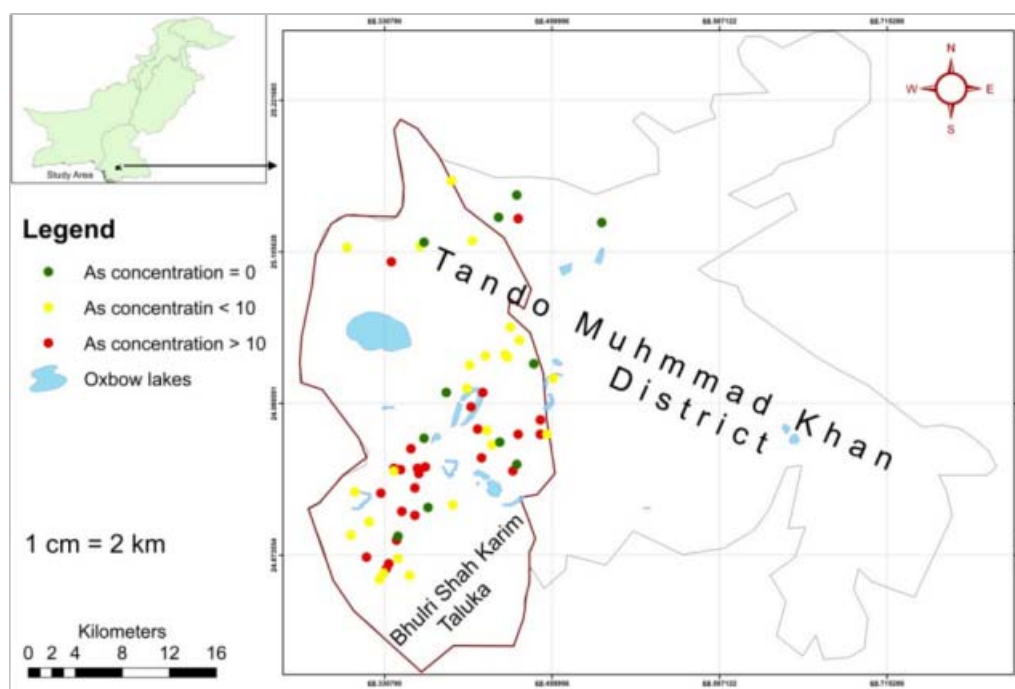 N
W E
S
Study Area
Legend
As concentration = 0
As concentratin < 10
As concentration > 10
Oxbow lakes
1 cm = 2 km
Kilometers
0 2 4 8 12 16
Tando Muhmmad Khan
District
Bhulri Shah Karim
Taluka